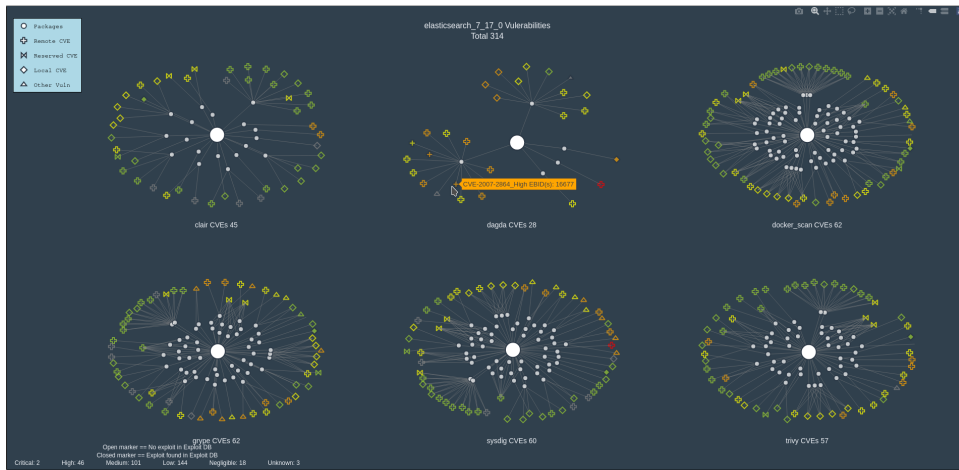 elasticsearch_7_17_0 Vulerabilities
Total 314
Packages
Remote CVE
Reserved CVE
Local CVE
Other Vuln
CVE-2007-2864_High EBID(s): 16677
clair CVEs 45
dagda CVEs 28
docker_scan CVEs 62
grype CVEs 62
sysdig CVEs 60
trivy CVEs 57
Open marker == No exploit in Exploit DB
Closed marker == Exploit found in Exploit DB
Critical: 2 High: 46 Medium: 101 Low: 144 Negligible: 18 Unknown: 3